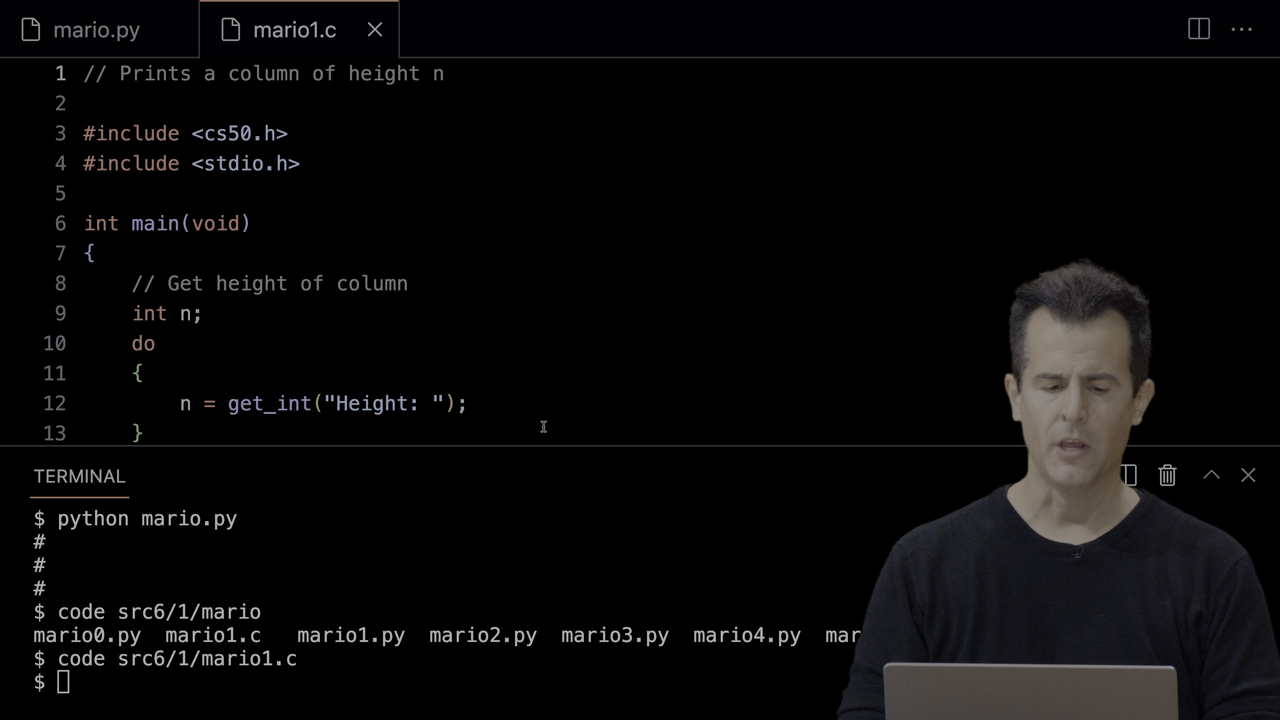 mario.py mario1.c
1 // Prints a column of height n
2
3 #include <cs50.h>
4 #include <stdio.h>
5
6 int main(void)
7 {
8 // Get height of column
9 int n;
10 do
11 {
12 n = get_int("Height: ");
13 }
TERMINAL
$ python mario.py
#
#
#
$ code src6/1/mario
mario0.py mario1.c mario1.py mario2.py mario3.py mario4.py mar
$ code src6/1/mario1.c
$